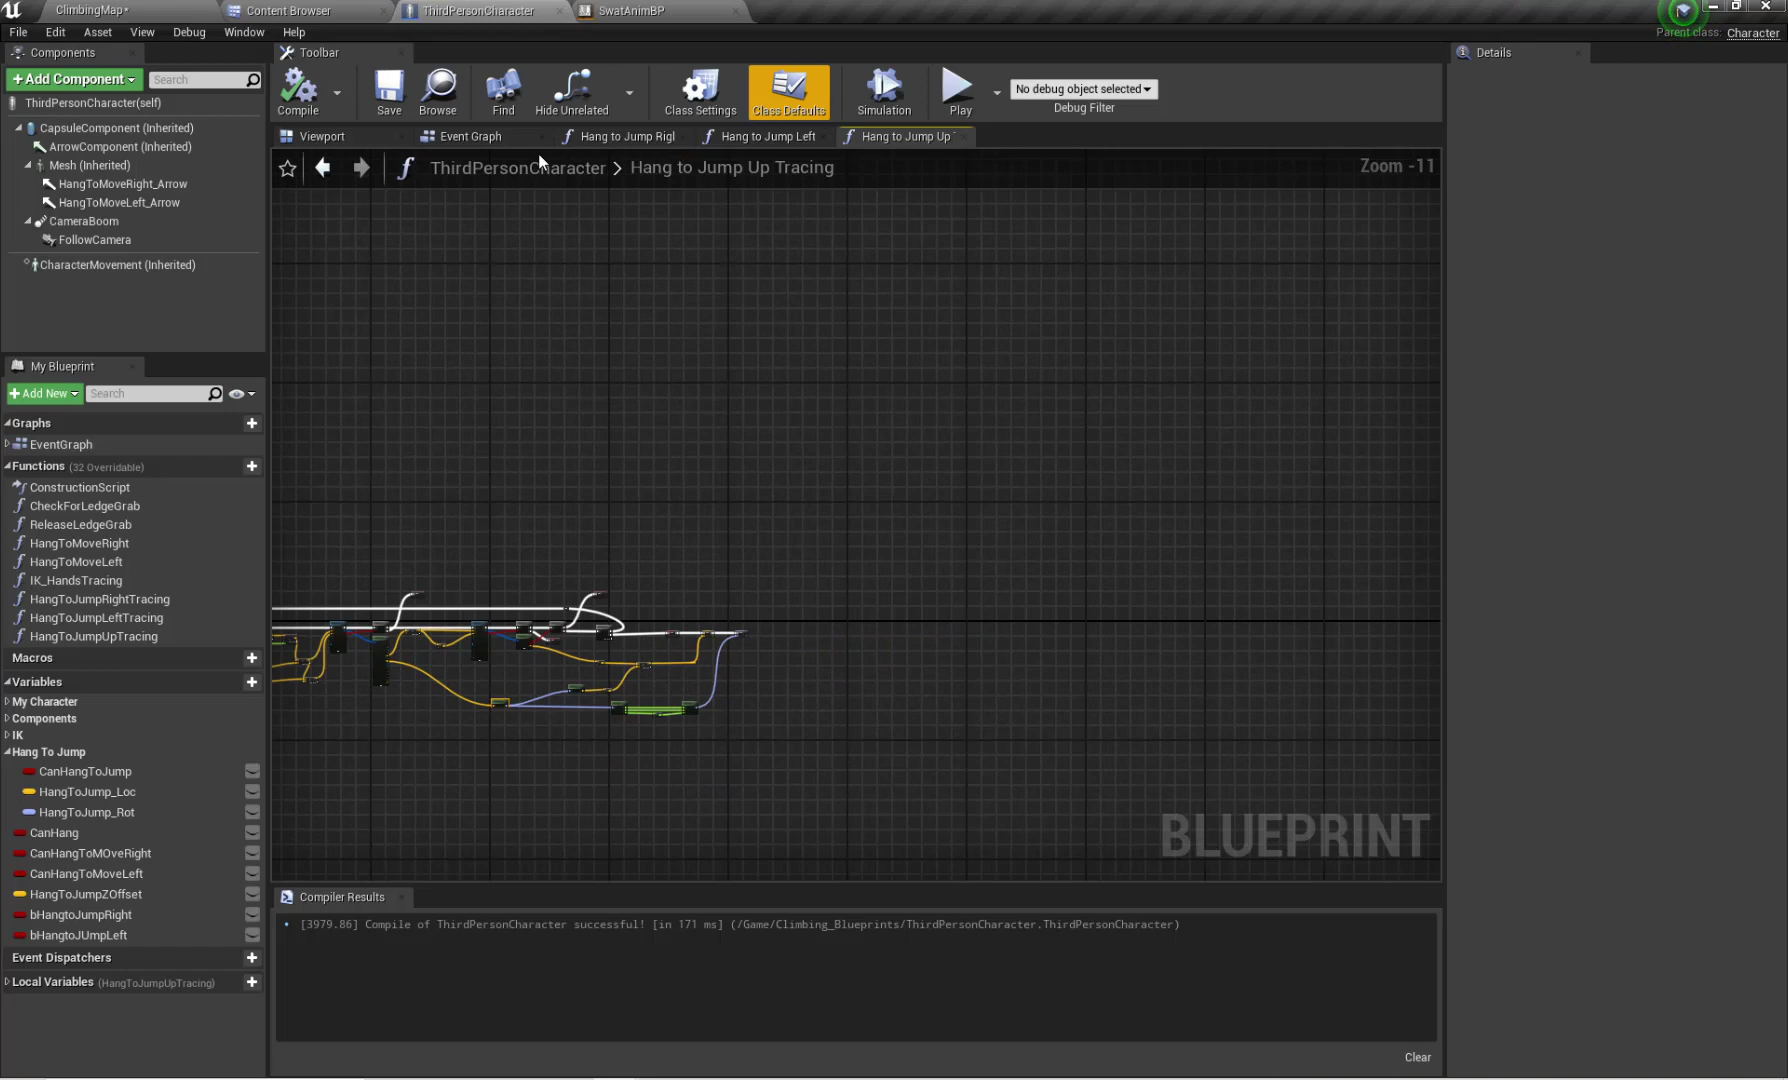 ClimbingMap•
Content Browser
ThirdPersonCharacter
SwatAnimBP
File
Edit
Asset
View
Debug
Window
Help
Parent class: Character
Components
+Add Component
Search
ThirdPersonCharacter(self)
CapsuleComponent (Inherited)
ArrowComponent (Inherited)
Mesh (Inherited)
HangToMoveRight_Arrow
HangToMoveLeft_Arrow
CameraBoom
FollowCamera
CharacterMovement (Inherited)
Toolbar
Compile
Save
Browse
Find
Hide Unrelated
Class Settings
Class Defaults
Simulation
Play
No debug object selected
Debug Filter
Details
Viewport
Event Graph
Hang to Jump Rigl
Hang to Jump Left
Hang to Jump Up
ThirdPersonCharacter > Hang to Jump Up Tracing
Zoom -11
My Blueprint
+Add New
Search
Graphs
EventGraph
Functions (32 Overridable)
ConstructionScript
CheckForLedgeGrab
ReleaseLedgeGrab
HangToMoveRight
HangToMoveLeft
IK_HandsTracing
HangToJumpRightTracing
HangToJumpLeftTracing
HangToJumpUpTracing
Macros
Variables
My Character
Components
IK
Hang To Jump
CanHangToJump
HangToJump_Loc
HangToJump_Rot
CanHang
CanHangToMOveRight
CanHangToMoveLeft
HangToJumpZOffset
bHangtoJumpRight
bHangtoJUmpLeft
Event Dispatchers
Local Variables (HangToJumpUpTracing)
BLUEPRINT
Compiler Results
• [3979.86] Compile of ThirdPersonCharacter successful! [in 171 ms] (/Game/Climbing_Blueprints/ThirdPersonCharacter.ThirdPersonCharacter)
Clear